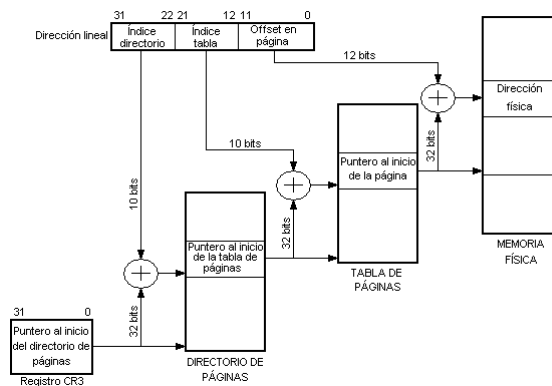 31 22 21 12 11 0
Dirección lineal
Índice
directorio
Índice
tabla
Offset en
página
12 bits
Dirección
física
10 bits
32 bits
Puntero al inicio
de la página
10 bits
32 bits
Puntero al inicio
de la tabla de
páginas
TABLA DE
PÁGINAS
MEMORIA
FÍSICA
31 0
32 bits
Puntero al inicio
del directorio de
páginas
Registro CR3
DIRECTORIO DE
PÁGINAS